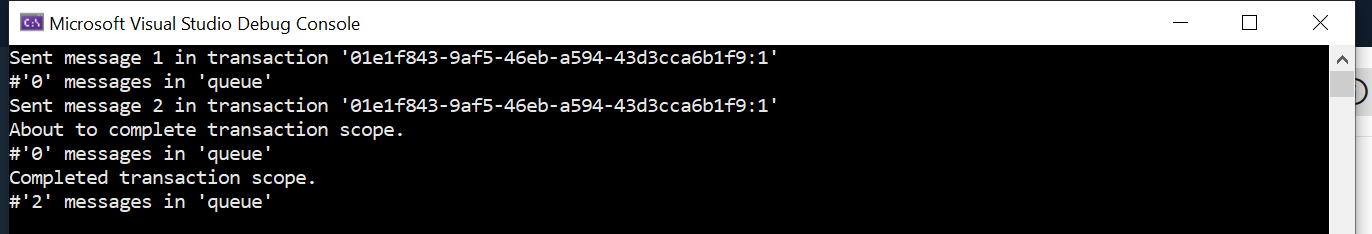 C:\ Microsoft Visual Studio Debug Console
Sent message 1 in transaction '01e1f843-9af5-46eb-a594-43d3cca6b1f9:1'
#'0' messages in 'queue'
Sent message 2 in transaction '01e1f843-9af5-46eb-a594-43d3cca6b1f9:1'
About to complete transaction scope.
#'0' messages in 'queue'
Completed transaction scope.
#'2' messages in 'queue'